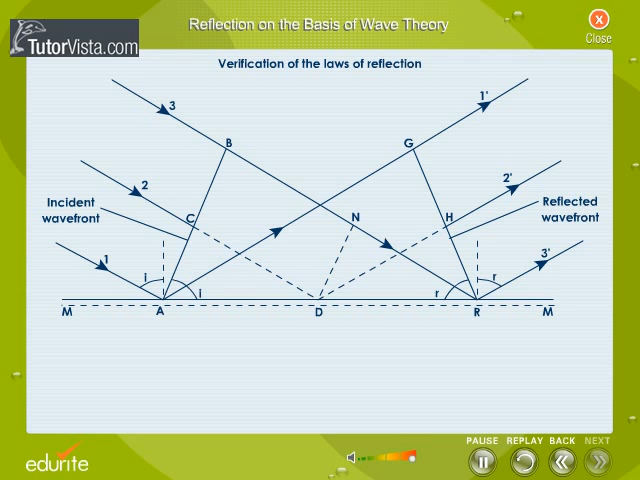 Reflection on the Basis of Wave Theory
TutorVista.com
Close
Verification of the laws of reflection
3
1'
B
G
2
2'
Incident
wavefront
C
N
H
Reflected
wavefront
1
3'
i
i
r
r
M
A
D
R
M
PAUSE REPLAY BACK NEXT
edurite